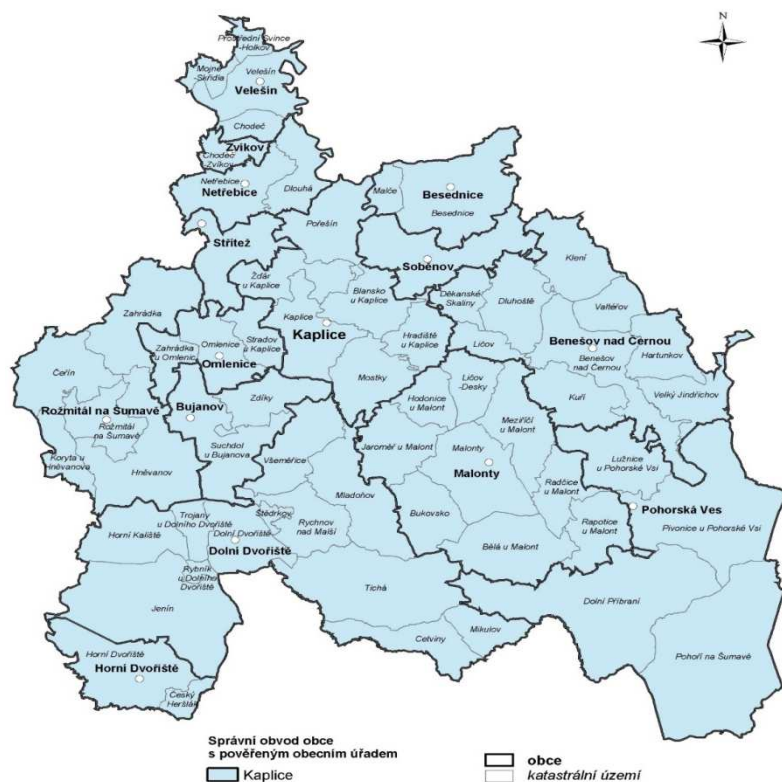 N
Prostřední Svince
-Holkov
Mojné
-Skřidla
Velešín
Velešín
Chodeč
Zvíkov
Chodeč
-Zvíkov
Netřebice
Netřebice
Dlouhá
Malče
Besednice
Besednice
Pořešín
Střítež
Soběnov
Klení
Ždár
u Kaplice
Blansko
u Kaplice
Děkanské
Skaliny
Dluhoště
Valtéřov
Zahrádka
Kaplice
Kaplice
Omlenice
Omlenice
Stradov
u Kaplice
Zahrádka
u Omlenic
Hradiště
u Kaplice
Ličov
Benešov nad Černou
Benešov
nad Černou
Hartunkov
Čeřín
Mostky
Ličov
-Desky
Hodonice
u Malont
Kuří
Velký Jindřichov
Rožmitál na Šumavě
Rožmitál
na Šumavě
Bujanov
Zdíky
Meziříčí
u Malont
Suchdol
u Bujanova
Jaroměř u Malont
Malonty
Malonty
Lužnice
u Pohorské Vsi
Koryta u
Hněvanova
Hněvanov
Všeměřice
Radčice
u Malont
Mladoňov
Pohorská Ves
Pivonice u Pohorské Vsi
Trojany
u Dolního Dvořiště
Štědrkov
Bukovsko
Rapotice
u Malont
Horní Kaliště
Dolní Dvořiště
Dolní Dvořiště
Rychnov
nad Malší
Bělá u Malont
Rybník
u Dolního
Dvořiště
Jenín
Tichá
Dolní Příbraní
Mikulov
Cetviny
Pohoří na Šumavě
Horní Dvořiště
Horní Dvořiště
Český
Heršlák
Správní obvod obce
s pověřeným obecním úřadem
Kaplice
obce
katastrální území